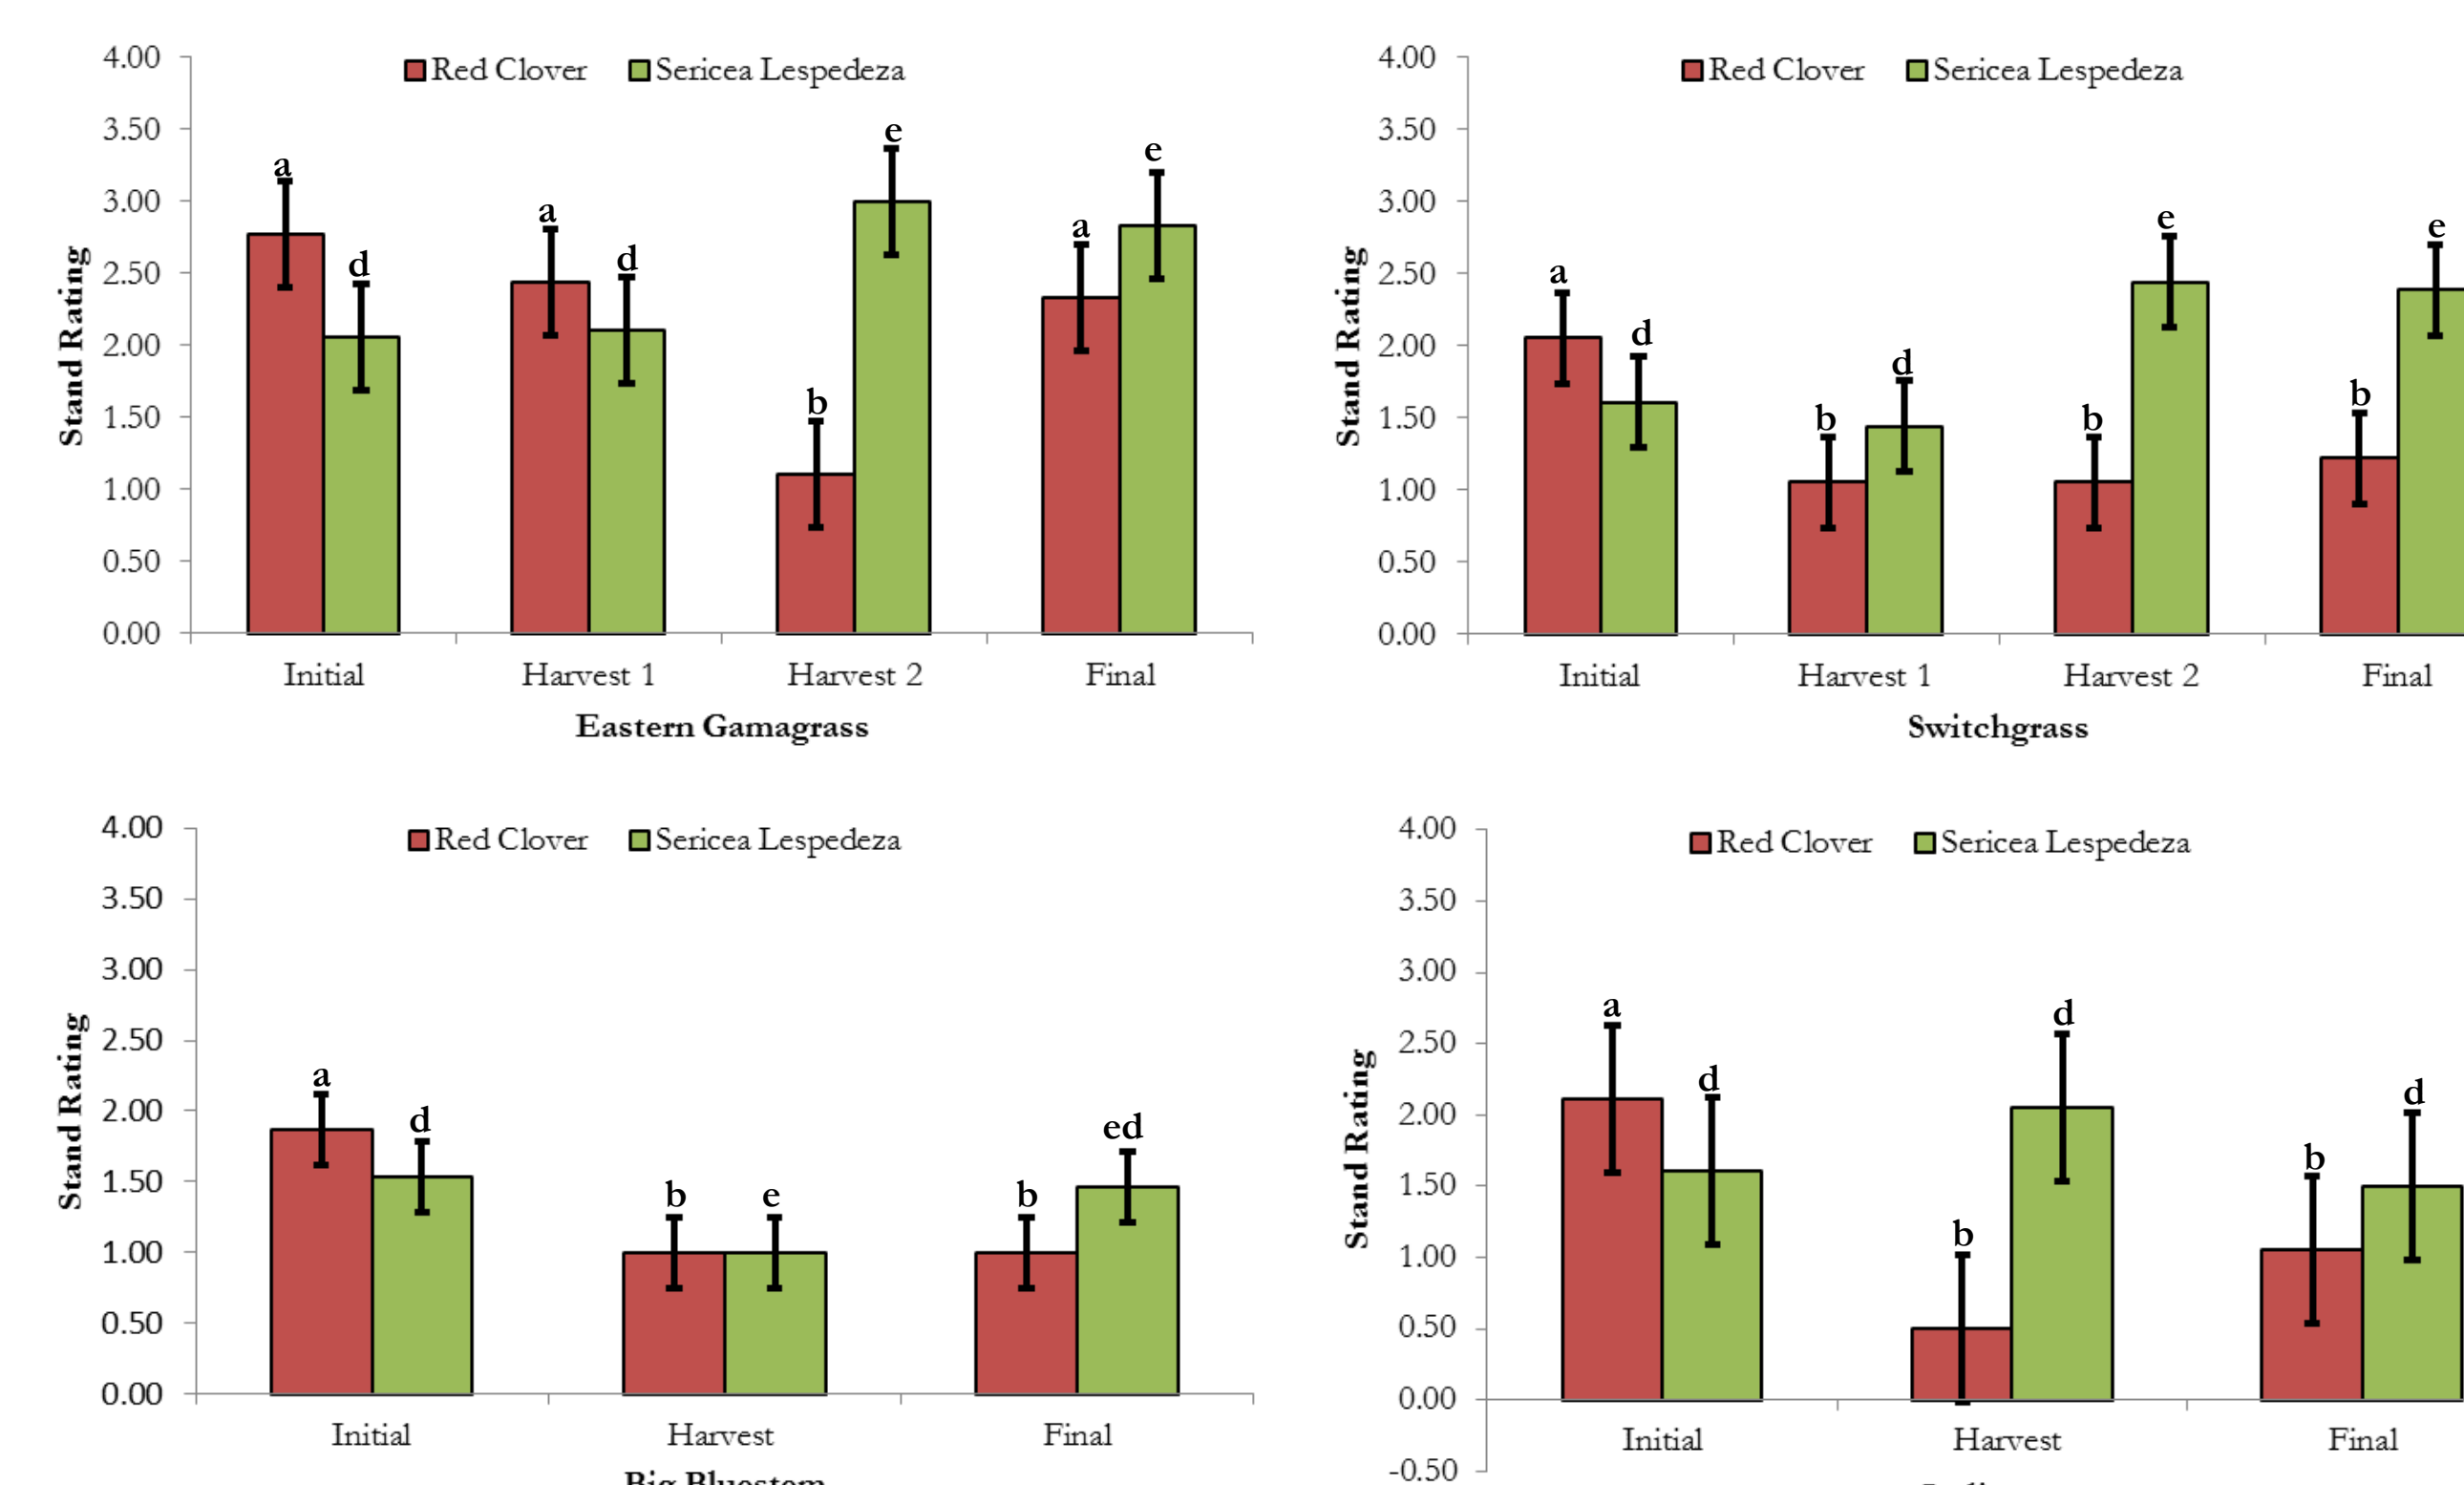 4.00
3.50
3.00
2.50
2.00
1.50
1.00
0.50
0.00
Stand Rating
Red Clover Sericea Lespedeza
a d a d b e a e
Initial Harvest 1 Harvest 2 Final
Eastern Gamagrass
4.00
3.50
3.00
2.50
2.00
1.50
1.00
0.50
0.00
Stand Rating
Red Clover Sericea Lespedeza
a d b d b e b e
Initial Harvest 1 Harvest 2 Final
Switchgrass
4.00
3.50
3.00
2.50
2.00
1.50
1.00
0.50
0.00
Stand Rating
Red Clover Sericea Lespedeza
a d b e b ed
Initial Harvest Final
Big Bluestem
4.00
3.50
3.00
2.50
2.00
1.50
1.00
0.50
0.00
-0.50
Stand Rating
Red Clover Sericea Lespedeza
a d b d b d
Initial Harvest Final